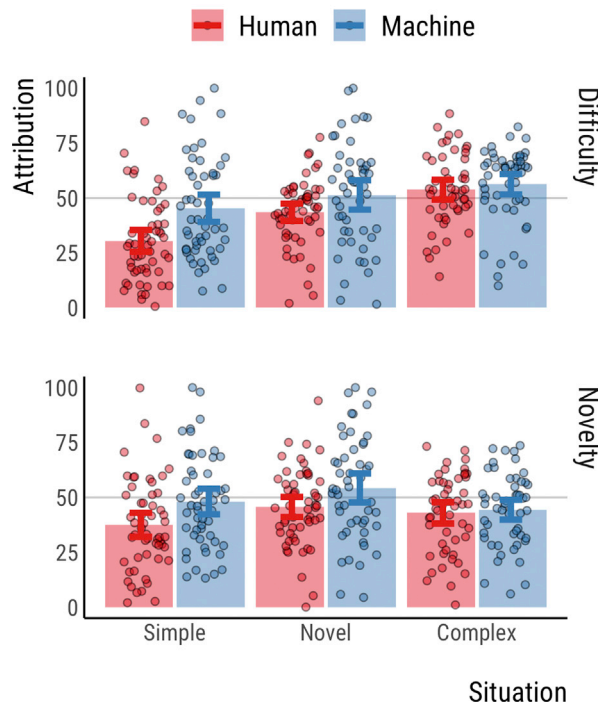 Human Machine
Attribution
100
75
50
25
0
Difficulty
100
75
50
25
0
Novelty
Simple Novel Complex
Situation